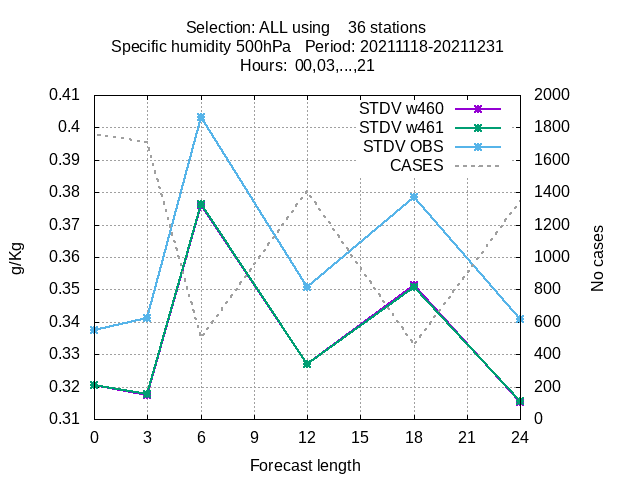 Selection: ALL using    36 stations
Specific humidity 500hPa   Period: 20211118-20211231
Hours:  00,03,...,21
STDV w460
STDV w461
STDV OBS
CASES
0.41
0.4
0.39
0.38
0.37
0.36
0.35
0.34
0.33
0.32
0.31
g/Kg
2000
1800
1600
1400
1200
1000
800
600
400
200
0
No cases
0 3 6 9 12 15 18 21 24
Forecast length